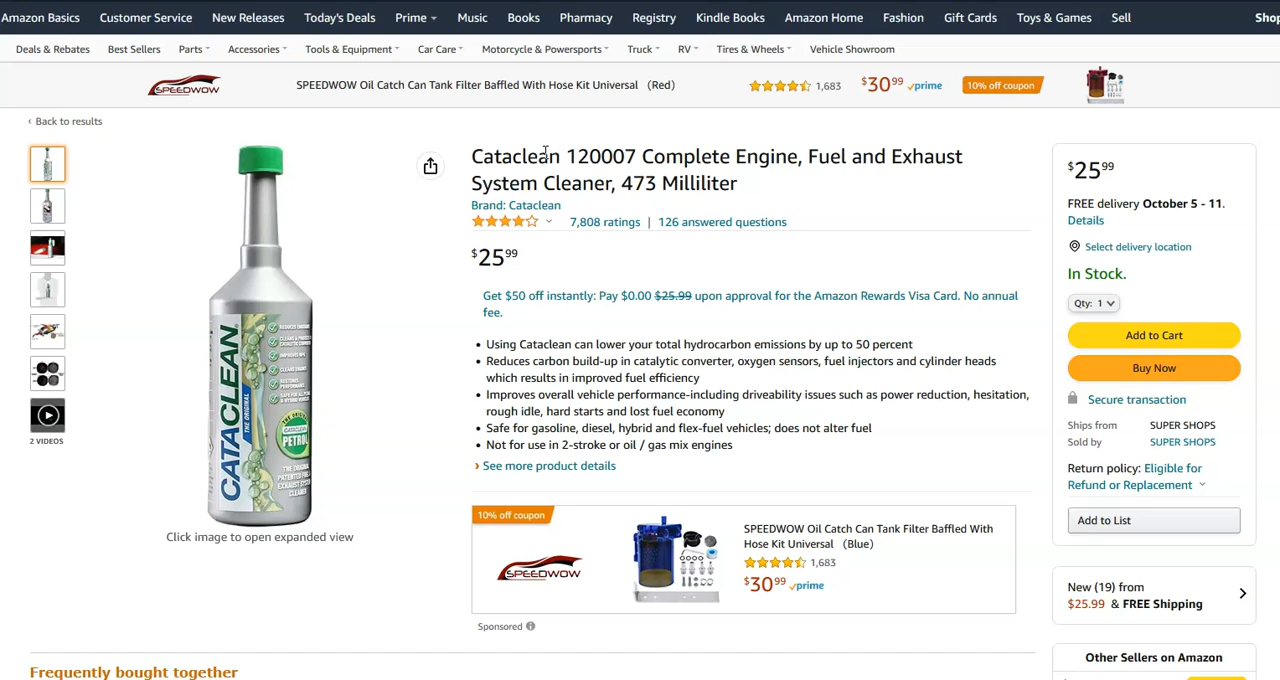 Amazon Basics Customer Service New Releases Today's Deals Prime Music Books Pharmacy Registry Kindle Books Amazon Home Fashion Gift Cards Toys & Games Sell
Deals & Rebates Best Sellers Parts Accessories Tools & Equipment Car Care Motorcycle & Powersports Truck RV Tires & Wheels Vehicle Showroom
SPEEDWOW SPEEDWOW Oil Catch Can Tank Filter Baffled With Hose Kit Universal （Red） 1,683 $30.99 prime 10% off coupon
‹ Back to results
Cataclean 120007 Complete Engine, Fuel and Exhaust
System Cleaner, 473 Milliliter
Brand: Cataclean
7,808 ratings | 126 answered questions
$25.99
Get $50 off instantly: Pay $0.00 $25.99 upon approval for the Amazon Rewards Visa Card. No annual
fee.
• Using Cataclean can lower your total hydrocarbon emissions by up to 50 percent
• Reduces carbon build-up in catalytic converter, oxygen sensors, fuel injectors and cylinder heads
which results in improved fuel efficiency
• Improves overall vehicle performance-including driveability issues such as power reduction, hesitation,
rough idle, hard starts and lost fuel economy
• Safe for gasoline, diesel, hybrid and flex-fuel vehicles; does not alter fuel
• Not for use in 2-stroke or oil / gas mix engines
› See more product details
CATACLEAN
THE ORIGINAL
CATACLEAN
PETROL
2 VIDEOS
Click image to open expanded view
10% off coupon
SPEEDWOW
SPEEDWOW Oil Catch Can Tank Filter Baffled With
Hose Kit Universal （Blue）
1,683
$30.99 prime
Sponsored
Frequently bought together
$25.99
FREE delivery October 5 - 11.
Details
Select delivery location
In Stock.
Qty: 1
Add to Cart
Buy Now
Secure transaction
Ships from SUPER SHOPS
Sold by SUPER SHOPS
Return policy: Eligible for
Refund or Replacement
Add to List
New (19) from
$25.99 & FREE Shipping
Other Sellers on Amazon